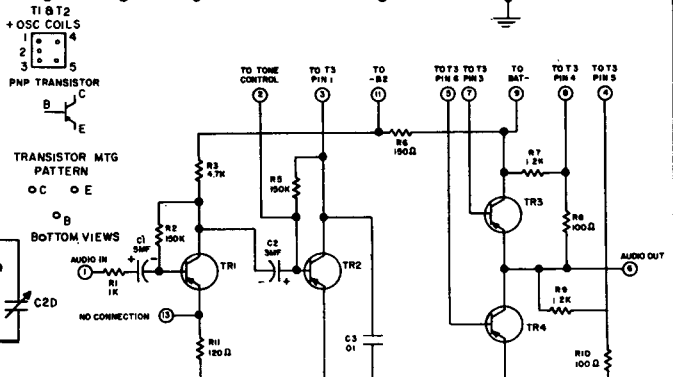 T1 & T2
+ OSC COILS
1 4
2
3 5
PNP TRANSISTOR
B C
E
TRANSISTOR MTG
PATTERN
C E
B
BOTTOM VIEWS
TO TONE
CONTROL
2
TO T3
PIN 1
3
TO
-B2
11
TO T3
PIN 6
5
TO T3
PIN 3
7
TO
BAT-
9
TO T3
PIN 4
8
TO T3
PIN 5
4
R3
4.7K
R6
150Ω
R7
1.2K
R5
150K
R2
150K
TR3
R8
100Ω
C1
5MF
+ -
C2
3MF
- +
AUDIO IN
1
R1
1K
TR1
TR2
AUDIO OUT
6
C2D
R9
1.2K
NO CONNECTION 13
TR4
R11
120Ω
C3
.01
R10
100Ω